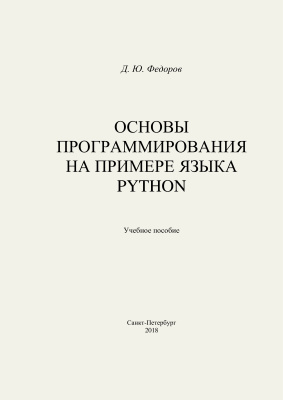 Д. Ю. Федоров
ОСНОВЫ
ПРОГРАММИРОВАНИЯ
НА ПРИМЕРЕ ЯЗЫКА
PYTHON
Учебное пособие
Санкт-Петербург
2018